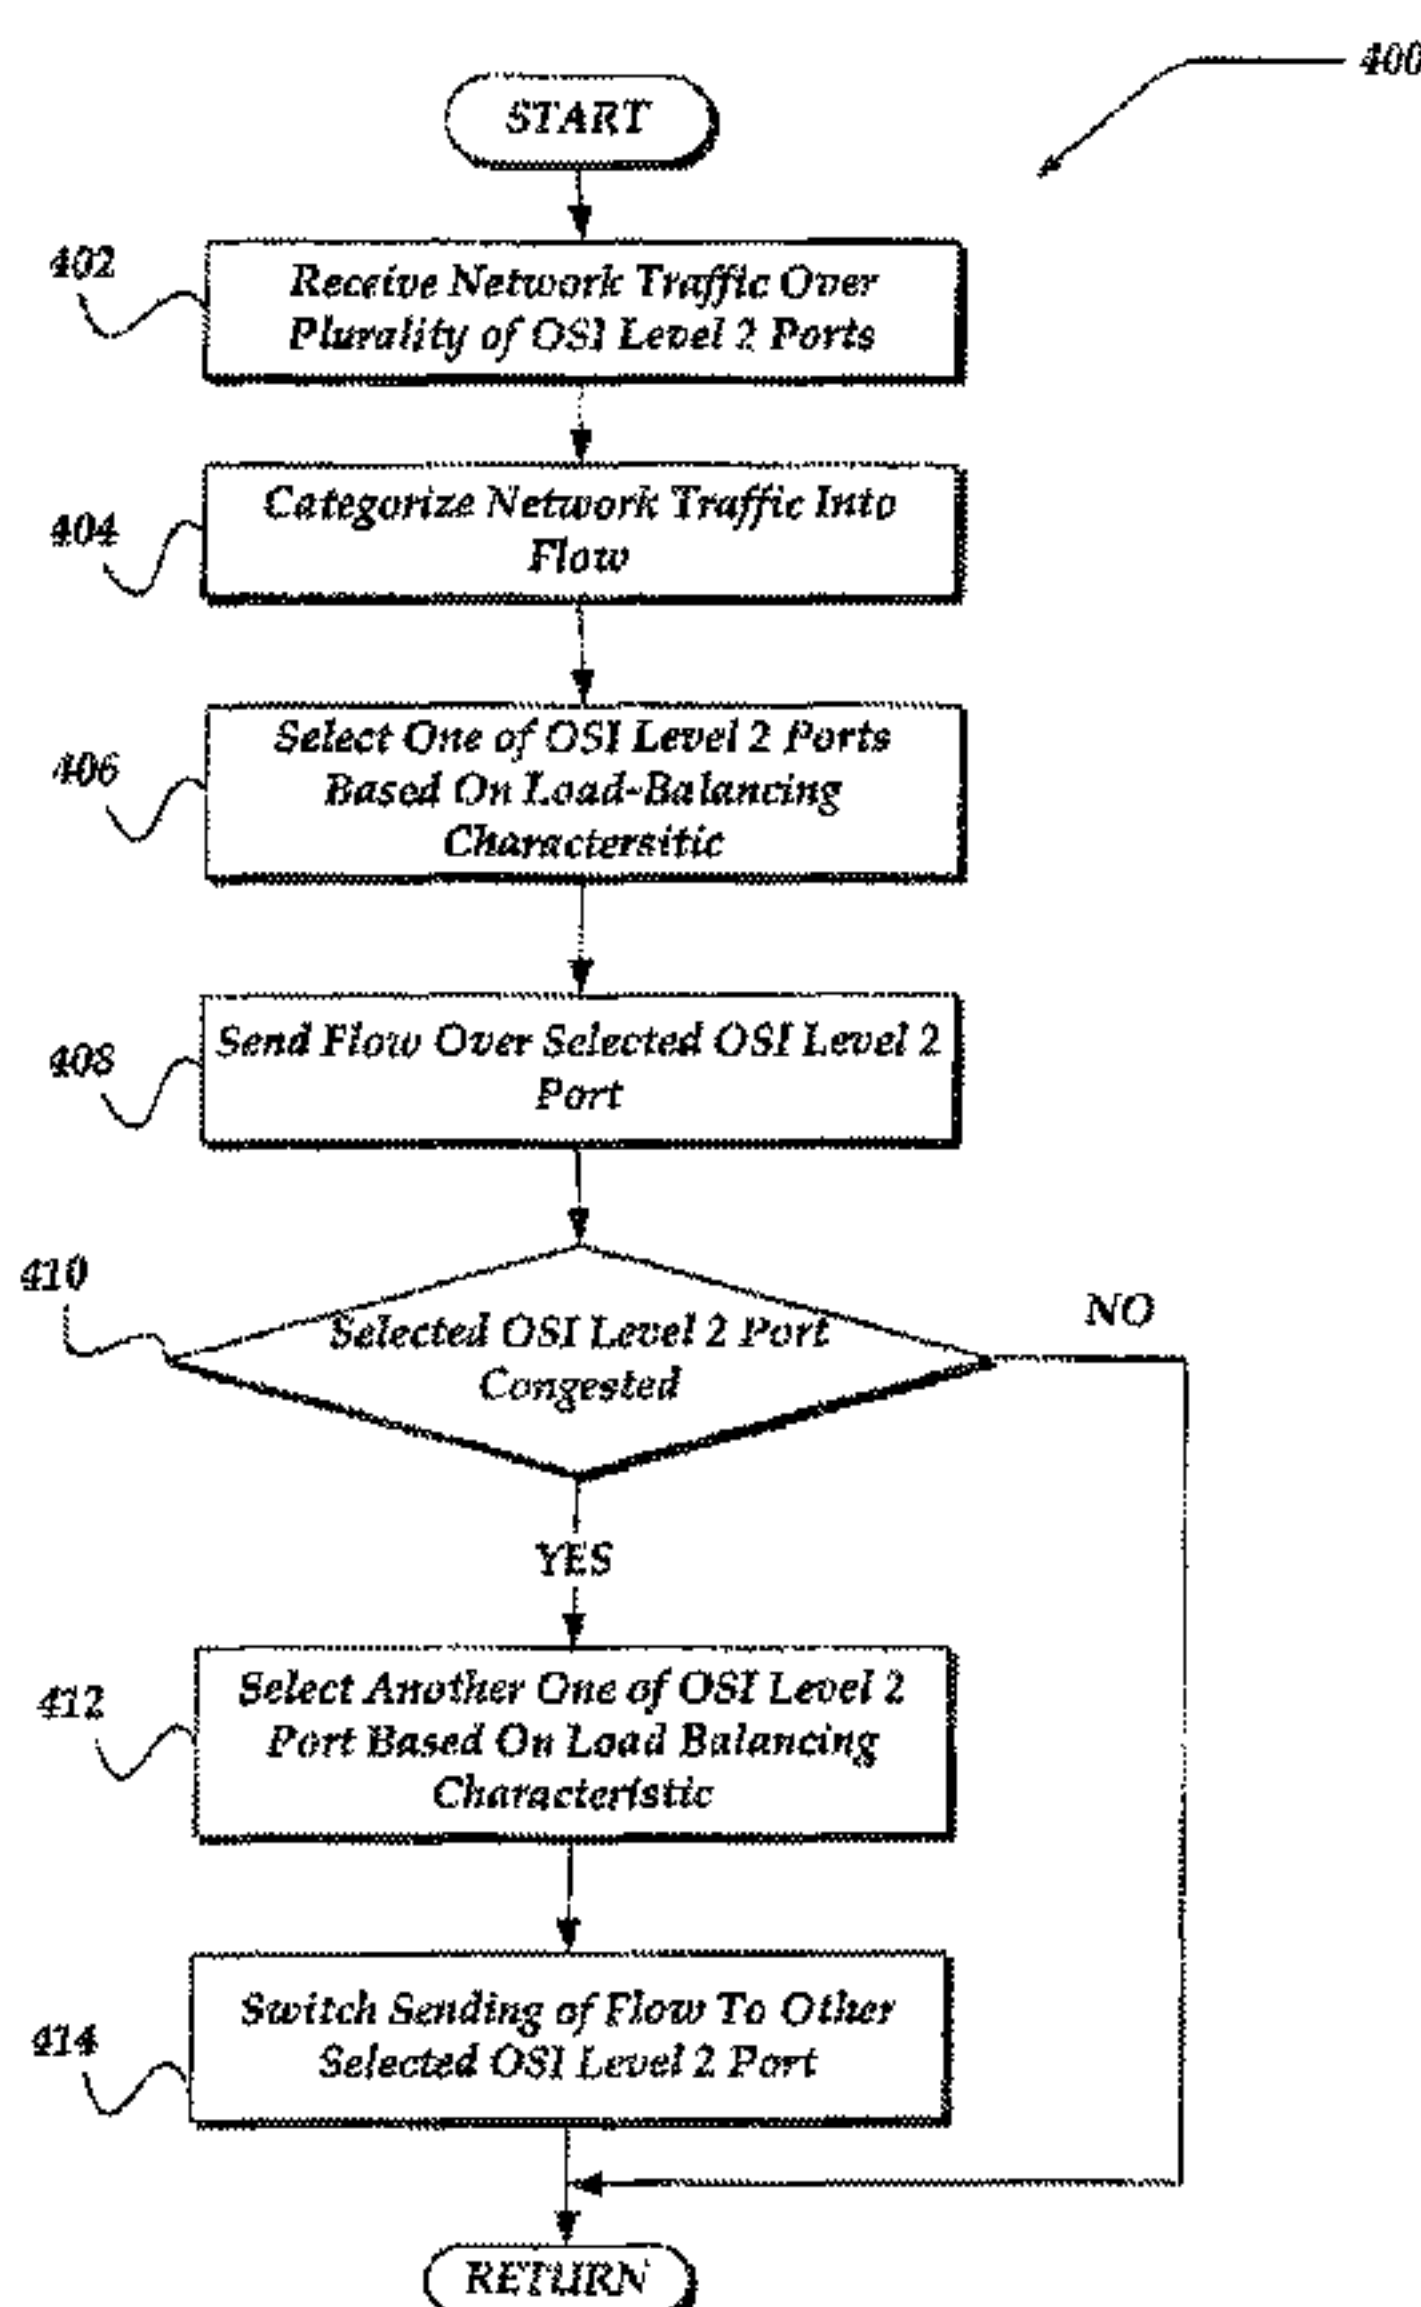 400
START
402
Receive Network Traffic Over
Plurality of OSI Level 2 Ports
404
Categorize Network Traffic Into
Flow
406
Select One of OSI Level 2 Ports
Based On Load-Balancing
Charactersitic
408
Send Flow Over Selected OSI Level 2
Port
410
Selected OSI Level 2 Port
Congested
NO
YES
412
Select Another One of OSI Level 2
Port Based On Load Balancing
Characteristic
414
Switch Sending of Flow To Other
Selected OSI Level 2 Port
RETURN